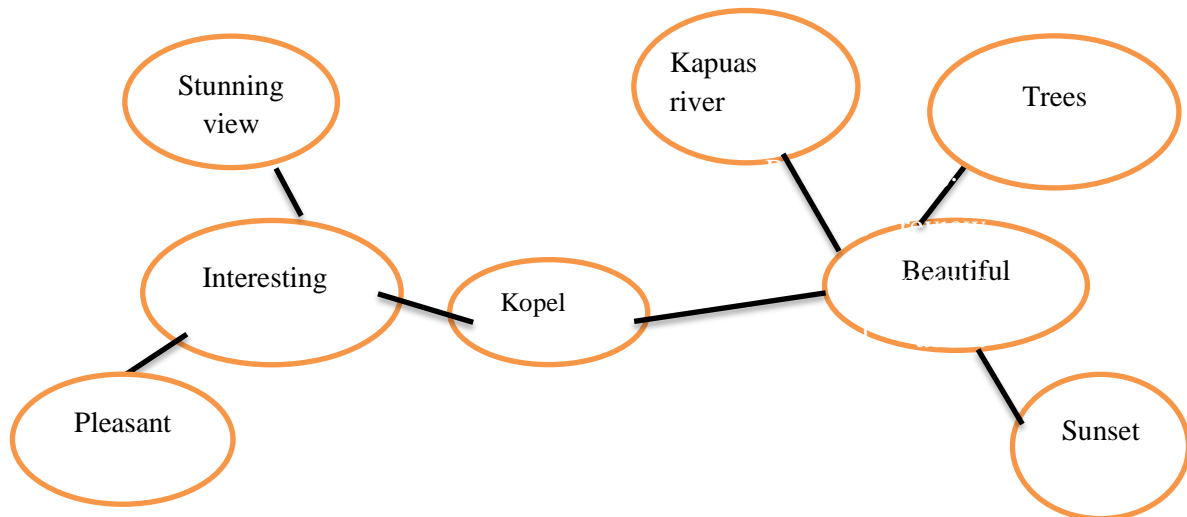 Stunning
view
Kapuas
river
Trees
Interesting
Kopel
Beautiful
Pleasant
Sunset